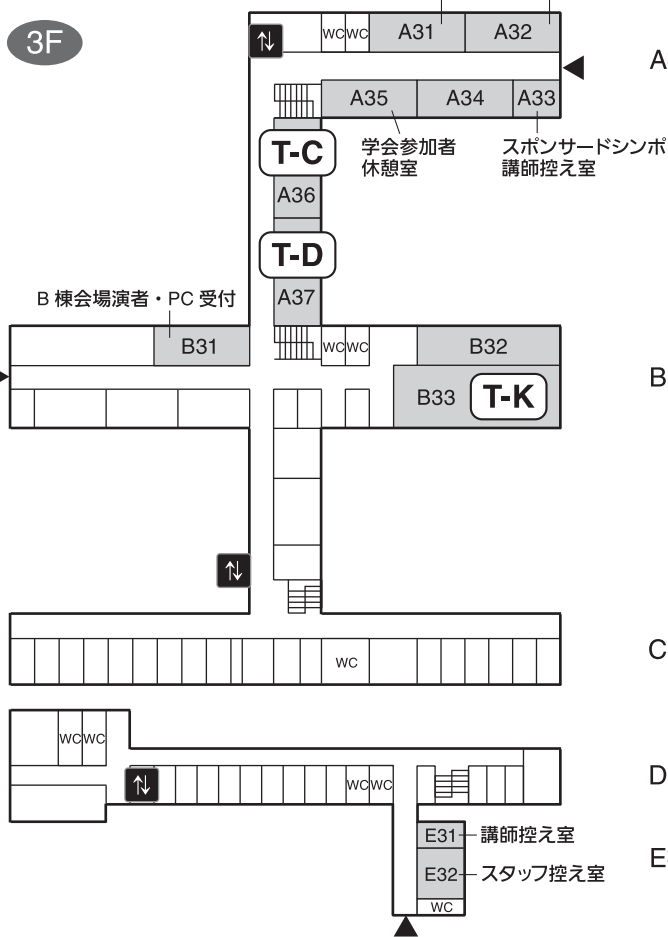 3F
WC WC A31 A32
A
A35 A34 A33
T-C
学会参加者
休憩室
スポンサードシンポ
講師控え室
A36
T-D
A37
B 棟会場演者・PC 受付
B31 WC WC B32
B
B33 T-K
C
WC
WC WC
D
WC WC
E31 講師控え室
E
E32 スタッフ控え室
WC